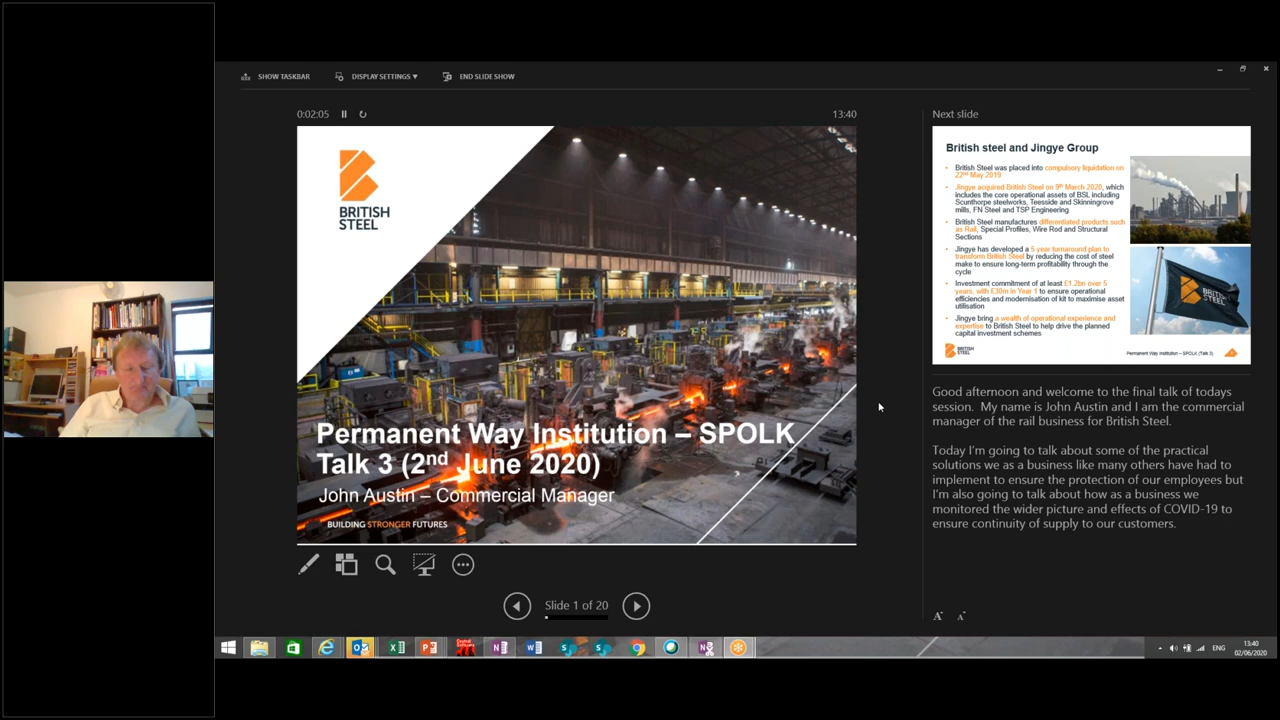 SHOW TASKBAR
DISPLAY SETTINGS ▼
END SLIDE SHOW
0:02:05
13:40
BRITISH
STEEL
Permanent Way Institution – SPOLK
Talk 3 (2nd June 2020)
John Austin – Commercial Manager
BUILDING STRONGER FUTURES
Slide 1 of 20
Next slide
British steel and Jingye Group
• British Steel was placed into compulsory liquidation on
22nd May 2019
• Jingye acquired British Steel on 9th March 2020, which
includes the core operational assets of BSL including
Scunthorpe steelworks, Teesside and Skinningrove
mills, FN Steel and TSP Engineering
• British Steel manufactures differentiated products such
as Rail, Special Profiles, Wire Rod and Structural
Sections
• Jingye has developed a 5 year turnaround plan to
transform British Steel by reducing the cost of steel
make to ensure long-term profitability through the
cycle
• Investment commitment of at least £1.2bn over 5
years, with £30m in Year 1 to ensure operational
efficiencies and modernisation of kit to maximise asset
utilisation
• Jingye bring a wealth of operational experience and
expertise to British Steel to help drive the planned
capital investment schemes
BRITISH
STEEL
Permanent Way Institution – SPOLK (Talk 3)
BRITISH
STEEL
Good afternoon and welcome to the final talk of todays
session. My name is John Austin and I am the commercial
manager of the rail business for British Steel.
Today I'm going to talk about some of the practical
solutions we as a business like many others have had to
implement to ensure the protection of our employees but
I'm also going to talk about how as a business we
monitored the wider picture and effects of COVID-19 to
ensure continuity of supply to our customers.
ENG
13:40
02/06/2020